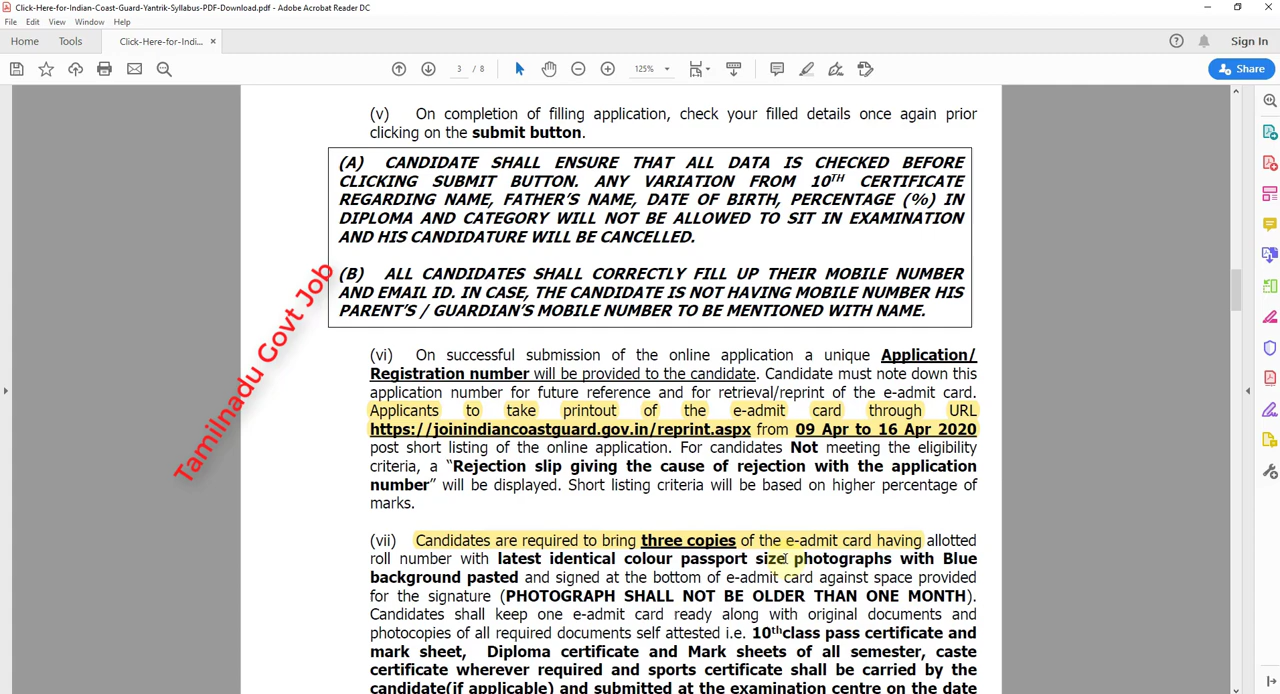 Click-Here-for-Indian-Coast-Guard-Yantrik-Syllabus-PDF-Download.pdf - Adobe Acrobat Reader DC
File Edit View Window Help
Home Tools Click-Here-for-Indi... × Sign In
3 / 8 125% Share
(v) On completion of filling application, check your filled details once again prior
clicking on the submit button.
(A) CANDIDATE SHALL ENSURE THAT ALL DATA IS CHECKED BEFORE
CLICKING SUBMIT BUTTON. ANY VARIATION FROM 10TH CERTIFICATE
REGARDING NAME, FATHER'S NAME, DATE OF BIRTH, PERCENTAGE (%) IN
DIPLOMA AND CATEGORY WILL NOT BE ALLOWED TO SIT IN EXAMINATION
AND HIS CANDIDATURE WILL BE CANCELLED.
(B) ALL CANDIDATES SHALL CORRECTLY FILL UP THEIR MOBILE NUMBER
AND EMAIL ID. IN CASE, THE CANDIDATE IS NOT HAVING MOBILE NUMBER HIS
PARENT'S / GUARDIAN'S MOBILE NUMBER TO BE MENTIONED WITH NAME.
Tamilnadu Govt Job
(vi) On successful submission of the online application a unique Application/
Registration number will be provided to the candidate. Candidate must note down this
application number for future reference and for retrieval/reprint of the e-admit card.
Applicants to take printout of the e-admit card through URL
https://joinindiancoastguard.gov.in/reprint.aspx from 09 Apr to 16 Apr 2020
post short listing of the online application. For candidates Not meeting the eligibility
criteria, a "Rejection slip giving the cause of rejection with the application
number" will be displayed. Short listing criteria will be based on higher percentage of
marks.
(vii) Candidates are required to bring three copies of the e-admit card having allotted
roll number with latest identical colour passport size photographs with Blue
background pasted and signed at the bottom of e-admit card against space provided
for the signature (PHOTOGRAPH SHALL NOT BE OLDER THAN ONE MONTH).
Candidates shall keep one e-admit card ready along with original documents and
photocopies of all required documents self attested i.e. 10thclass pass certificate and
mark sheet, Diploma certificate and Mark sheets of all semester, caste
certificate wherever required and sports certificate shall be carried by the
candidate(if applicable) and submitted at the examination centre on the date